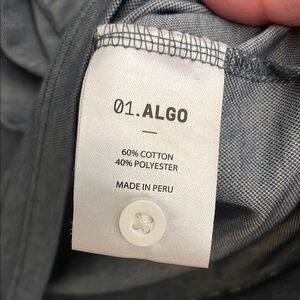 01.ALGO
60% COTTON
40% POLYESTER
MADE IN PERU